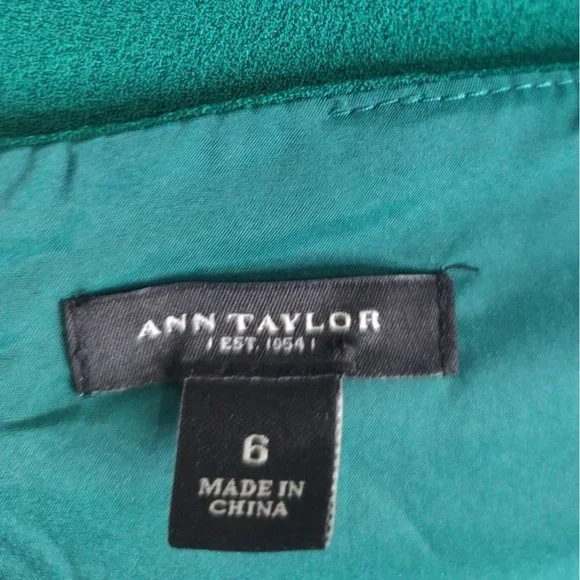 ANN TAYLOR
| EST. 1954 |
6
MADE IN
CHINA